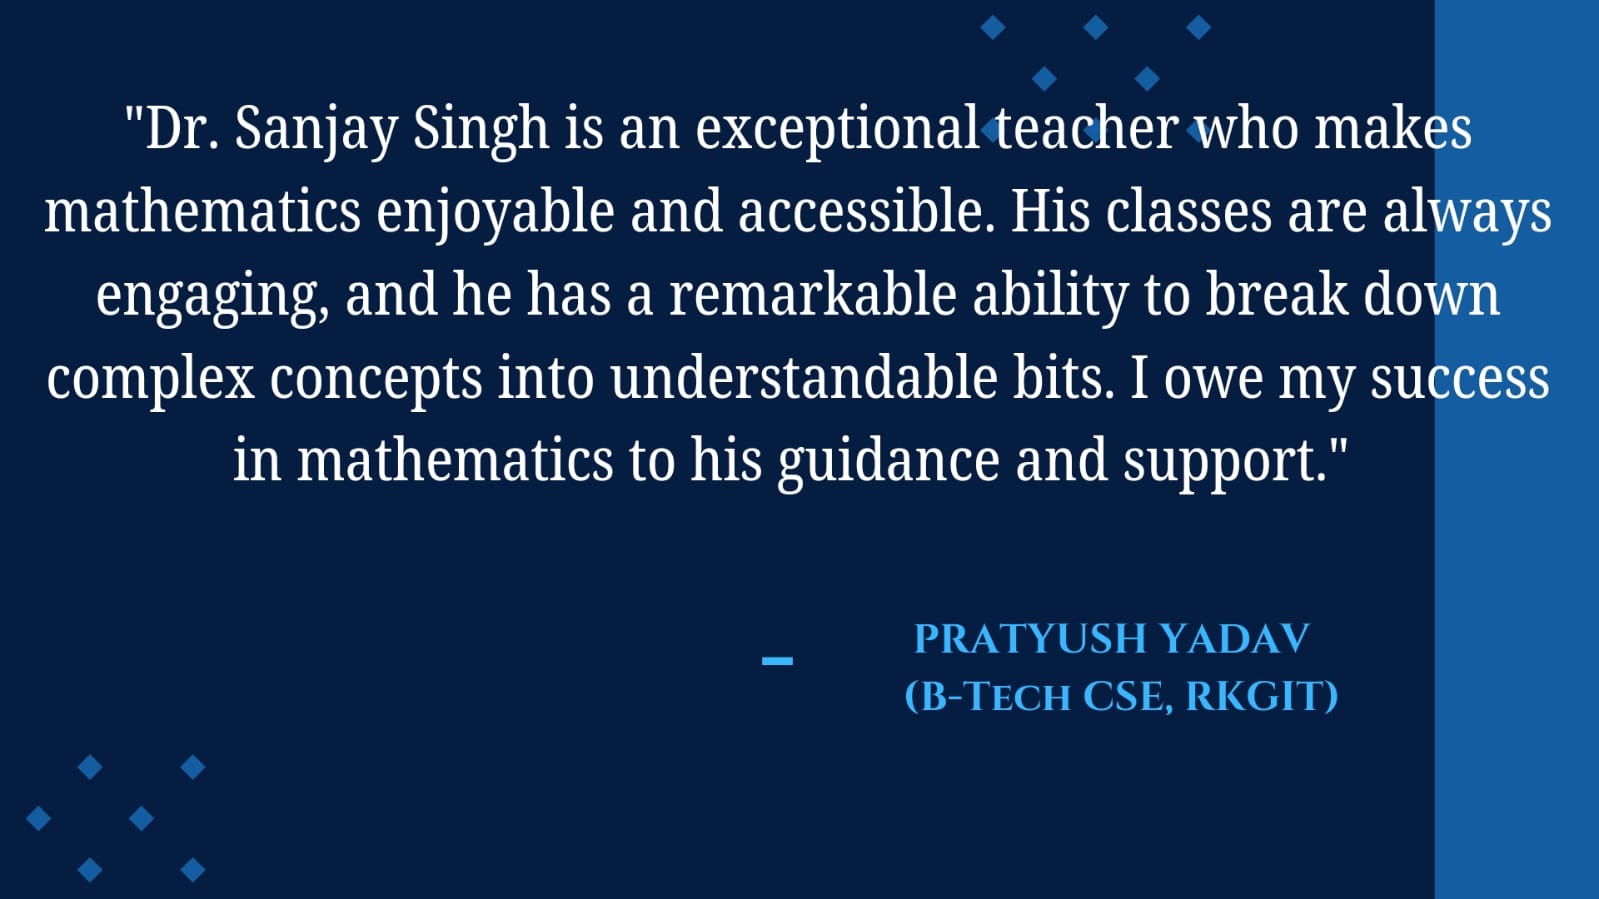 "Dr. Sanjay Singh is an exceptional teacher who makes
mathematics enjoyable and accessible. His classes are always
engaging, and he has a remarkable ability to break down
complex concepts into understandable bits. I owe my success
in mathematics to his guidance and support."
– PRATYUSH YADAV
(B-Tech CSE, RKGIT)